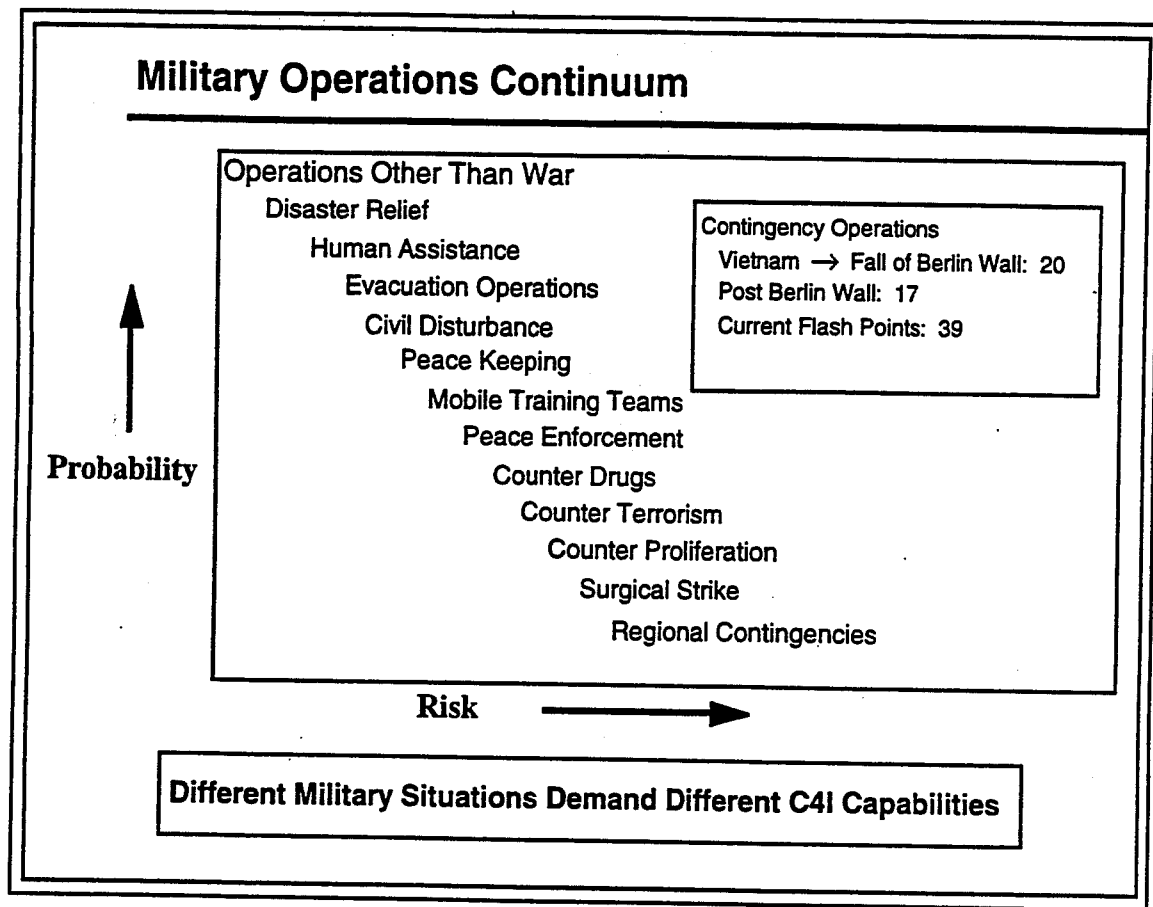 Military Operations Continuum
Operations Other Than War
Disaster Relief
Human Assistance
Evacuation Operations
Civil Disturbance
Peace Keeping
Mobile Training Teams
Peace Enforcement
Counter Drugs
Counter Terrorism
Counter Proliferation
Surgical Strike
Regional Contingencies
Contingency Operations
Vietnam → Fall of Berlin Wall: 20
Post Berlin Wall: 17
Current Flash Points: 39
Probability
Risk
Different Military Situations Demand Different C4I Capabilities